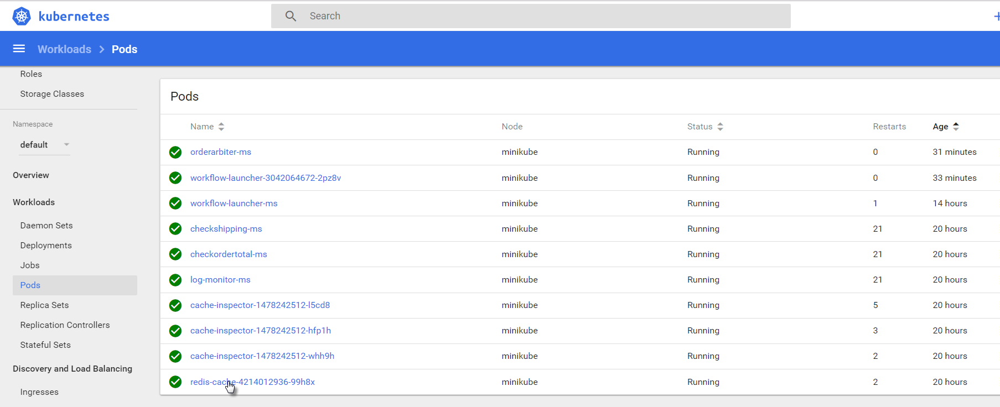 kubernetes
Search
Workloads > Pods
Roles
Storage Classes
Namespace
default
Overview
Workloads
Daemon Sets
Deployments
Jobs
Pods
Replica Sets
Replication Controllers
Stateful Sets
Discovery and Load Balancing
Ingresses
Pods
Name Node Status Restarts Age
orderarbiter-ms minikube Running 0 31 minutes
workflow-launcher-3042064672-2pz8v minikube Running 0 33 minutes
workflow-launcher-ms minikube Running 1 14 hours
checkshipping-ms minikube Running 21 20 hours
checkordertotal-ms minikube Running 21 20 hours
log-monitor-ms minikube Running 21 20 hours
cache-inspector-1478242512-l5cd8 minikube Running 5 20 hours
cache-inspector-1478242512-hfp1h minikube Running 3 20 hours
cache-inspector-1478242512-whh9h minikube Running 2 20 hours
redis-cache-4214012936-99h8x minikube Running 2 20 hours